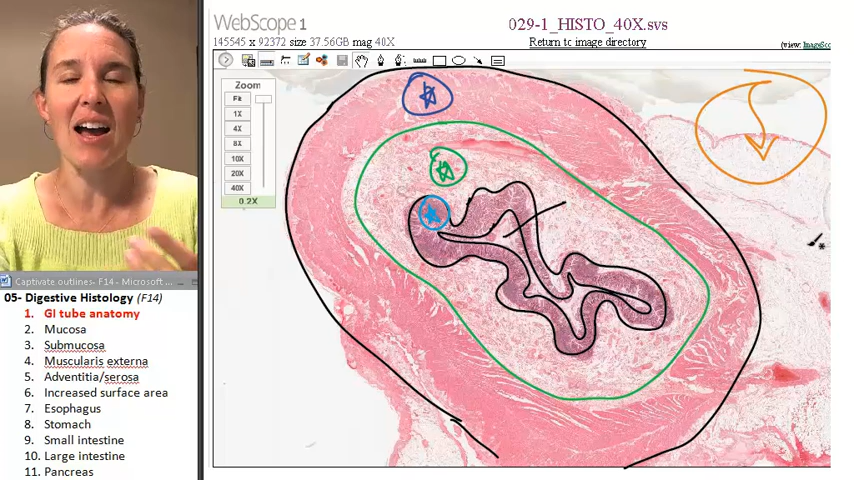 WebScope 1
029-1_HISTO_40X.svs
145545 x 92372 size 37.56GB mag 40X
Return to image directory
(view: ImageSco
Zoom
Fit
1X
4X
8X
10X
20X
40X
0.2X
Captivate outlines- F14 - Microsoft ...
05- Digestive Histology (F14)
1. GI tube anatomy
2. Mucosa
3. Submucosa
4. Muscularis externa
5. Adventitia/serosa
6. Increased surface area
7. Esophagus
8. Stomach
9. Small intestine
10. Large intestine
11. Pancreas